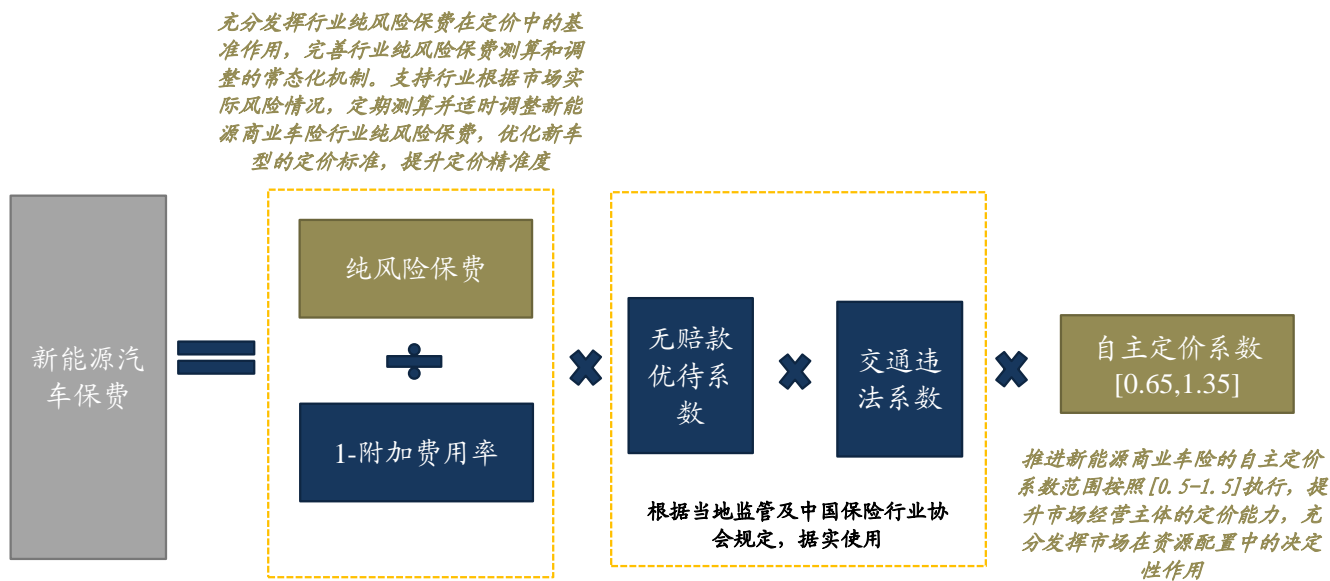 充分发挥行业纯风险保费在定价中的基
准作用，完善行业纯风险保费测算和调
整的常态化机制。支持行业根据市场实
际风险情况，定期测算并适时调整新能
源商业车险行业纯风险保费，优化新车
型的定价标准，提升定价精准度
新能源汽
车保费
=
纯风险保费
÷
1-附加费用率
×
无赔款
优待系
数
×
交通违
法系数
×
自主定价系数
[0.65,1.35]
根据当地监管及中国保险行业协
会规定，据实使用
推进新能源商业车险的自主定价
系数范围按照[0.5-1.5]执行，提
升市场经营主体的定价能力，充
分发挥市场在资源配置中的决定
性作用